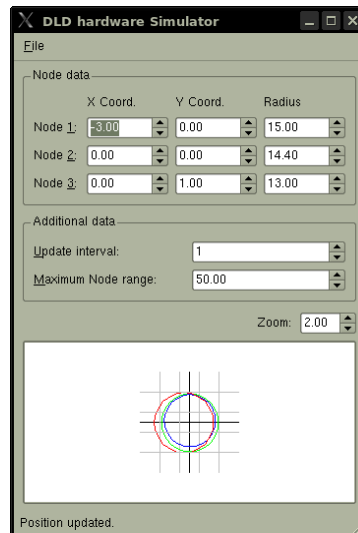 DLD hardware Simulator
File
Node data
X Coord. Y Coord. Radius
Node 1: -3.00 0.00 15.00
Node 2: 0.00 0.00 14.40
Node 3: 0.00 1.00 13.00
Additional data
Update interval: 1
Maximum Node range: 50.00
Zoom: 2.00
Position updated.